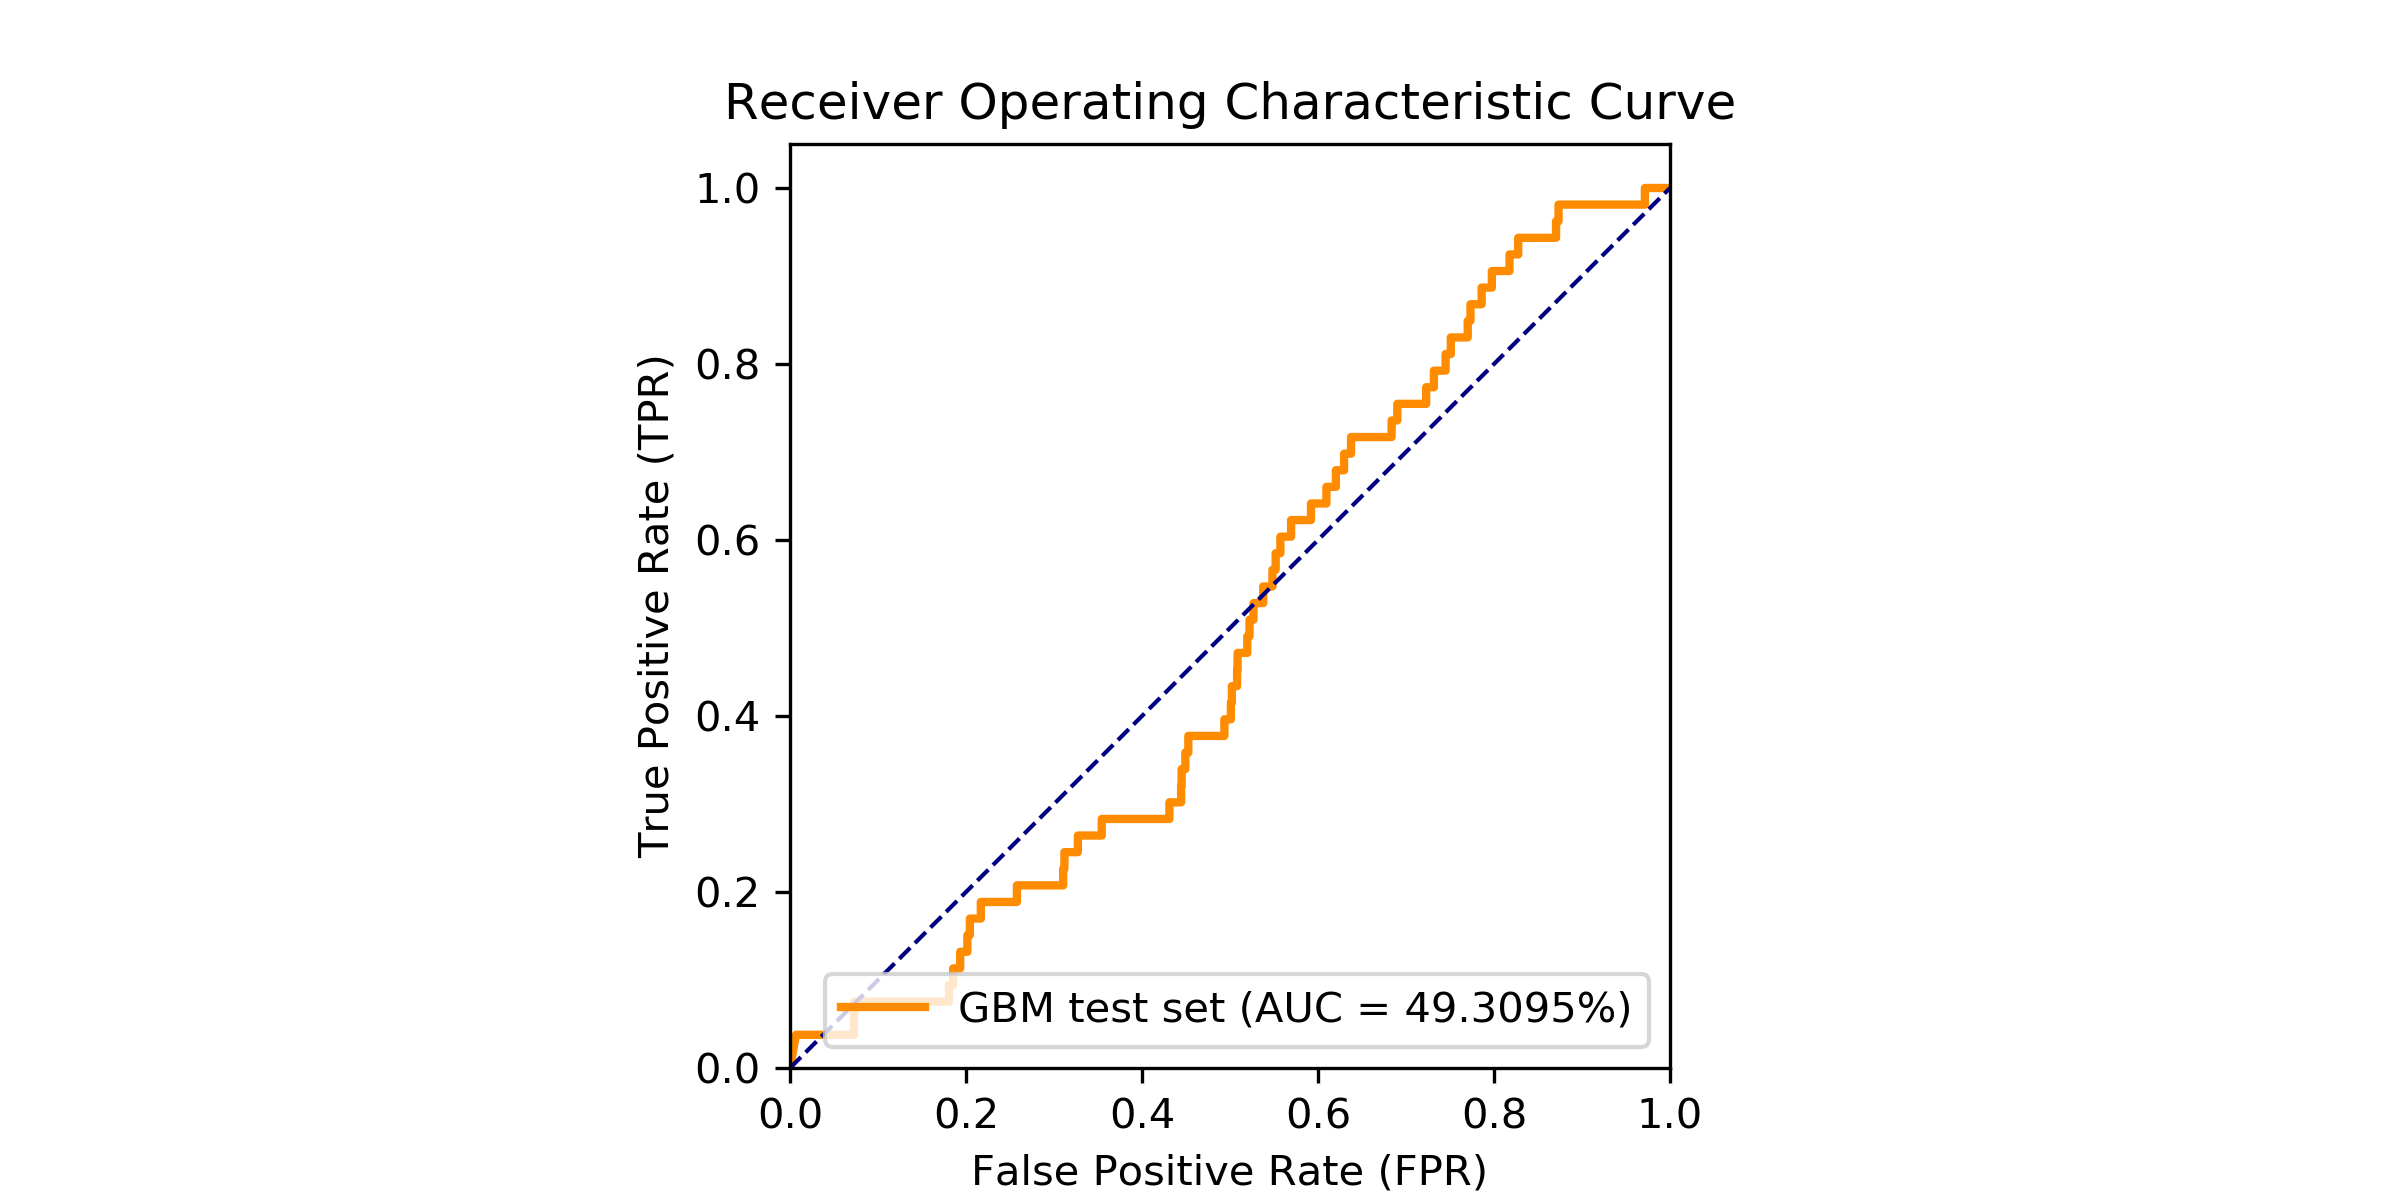 Receiver Operating Characteristic Curve
1.0
0.8
0.6
0.4
0.2
0.0
True Positive Rate (TPR)
GBM test set (AUC = 49.3095%)
0.0 0.2 0.4 0.6 0.8 1.0
False Positive Rate (FPR)